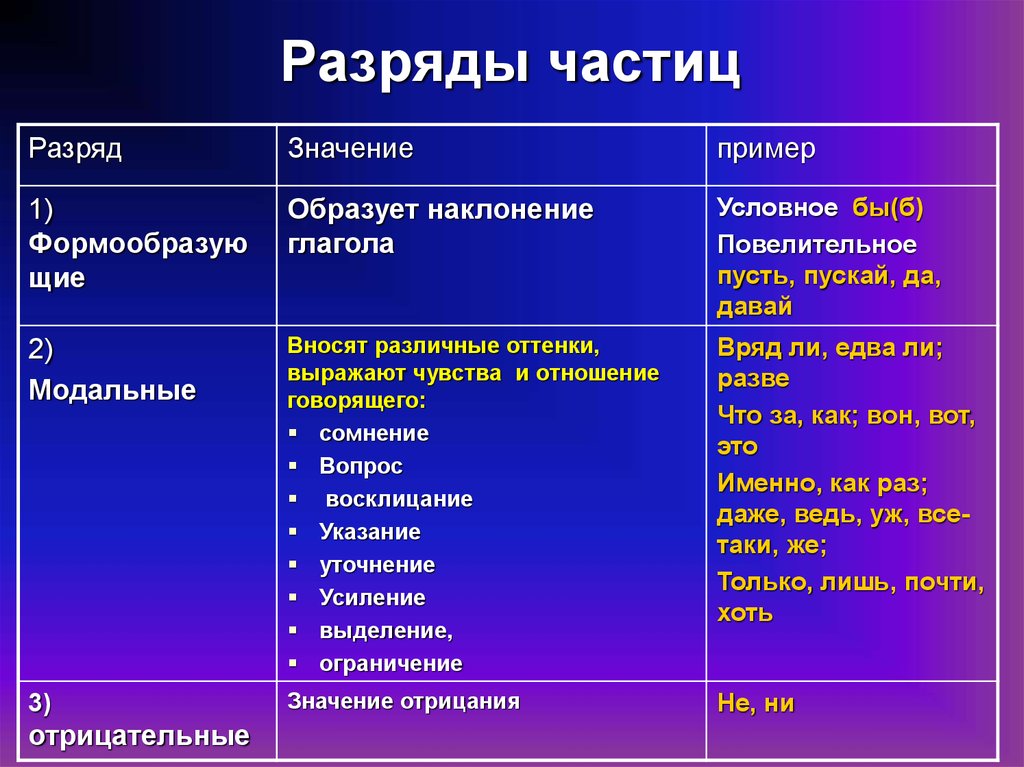 Разряды частиц
Разряд
Значение
пример
1)
Формообразую
щие
Образует наклонение
глагола
Условное бы(б)
Повелительное
пусть, пускай, да,
давай
2)
Модальные
Вносят различные оттенки,
выражают чувства и отношение
говорящего:
▪ сомнение
▪ Вопрос
▪ восклицание
▪ Указание
▪ уточнение
▪ Усиление
▪ выделение,
▪ ограничение
Вряд ли, едва ли;
разве
Что за, как; вон, вот,
это
Именно, как раз;
даже, ведь, уж, все-
таки, же;
Только, лишь, почти,
хоть
3)
отрицательные
Значение отрицания
Не, ни